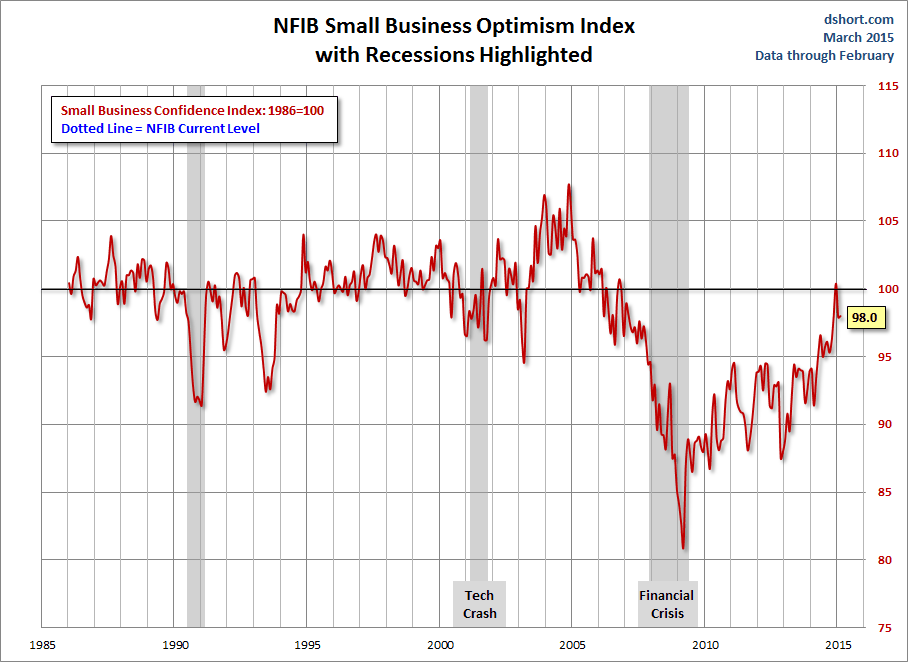 NFIB Small Business Optimism Index
with Recessions Highlighted
dshort.com
March 2015
Data through February
Small Business Confidence Index: 1986=100
Dotted Line = NFIB Current Level
115
110
105
100
98.0
95
90
85
80
75
Tech
Crash
Financial
Crisis
1985 1990 1995 2000 2005 2010 2015